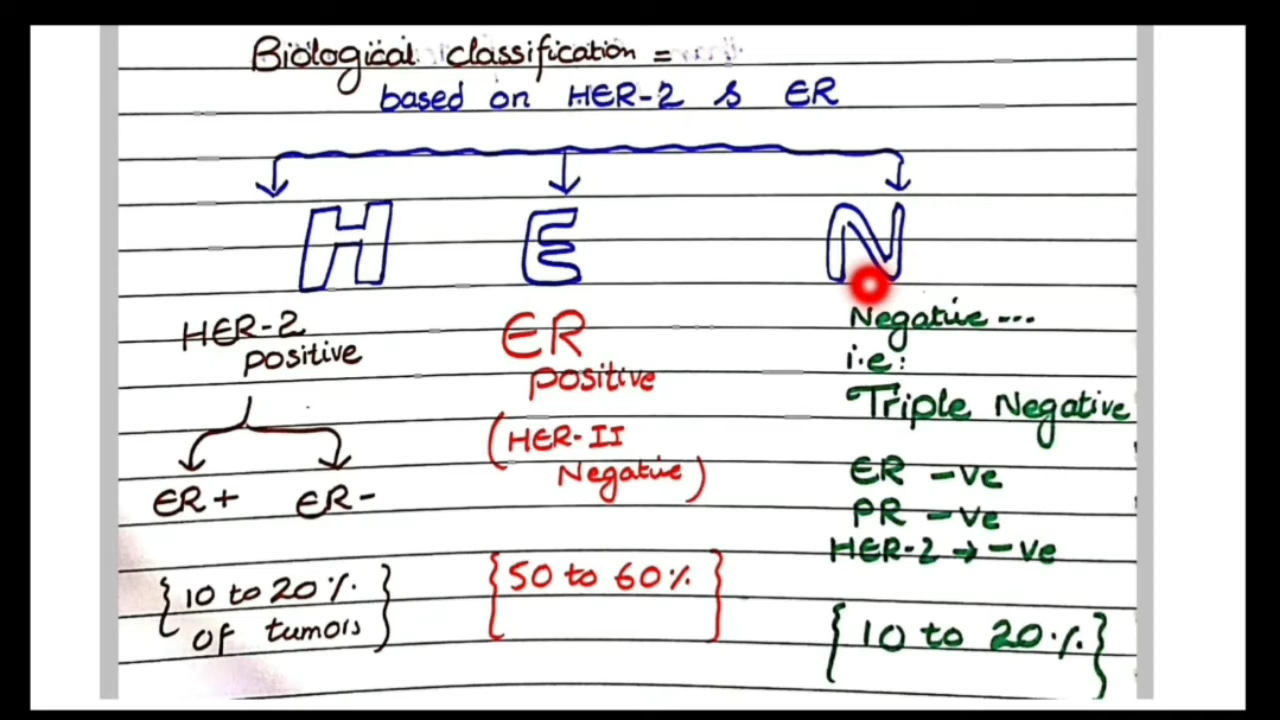 Biological classification =
based on HER-2 & ER
H E N
HER-2
positive
ER+ ER-
{10 to 20%.
of tumors}
ER
positive
(HER-II
Negative)
{50 to 60%}
Negative...
i.e:
Triple Negative
ER -ve
PR -ve
HER-2 → -ve
{10 to 20%}